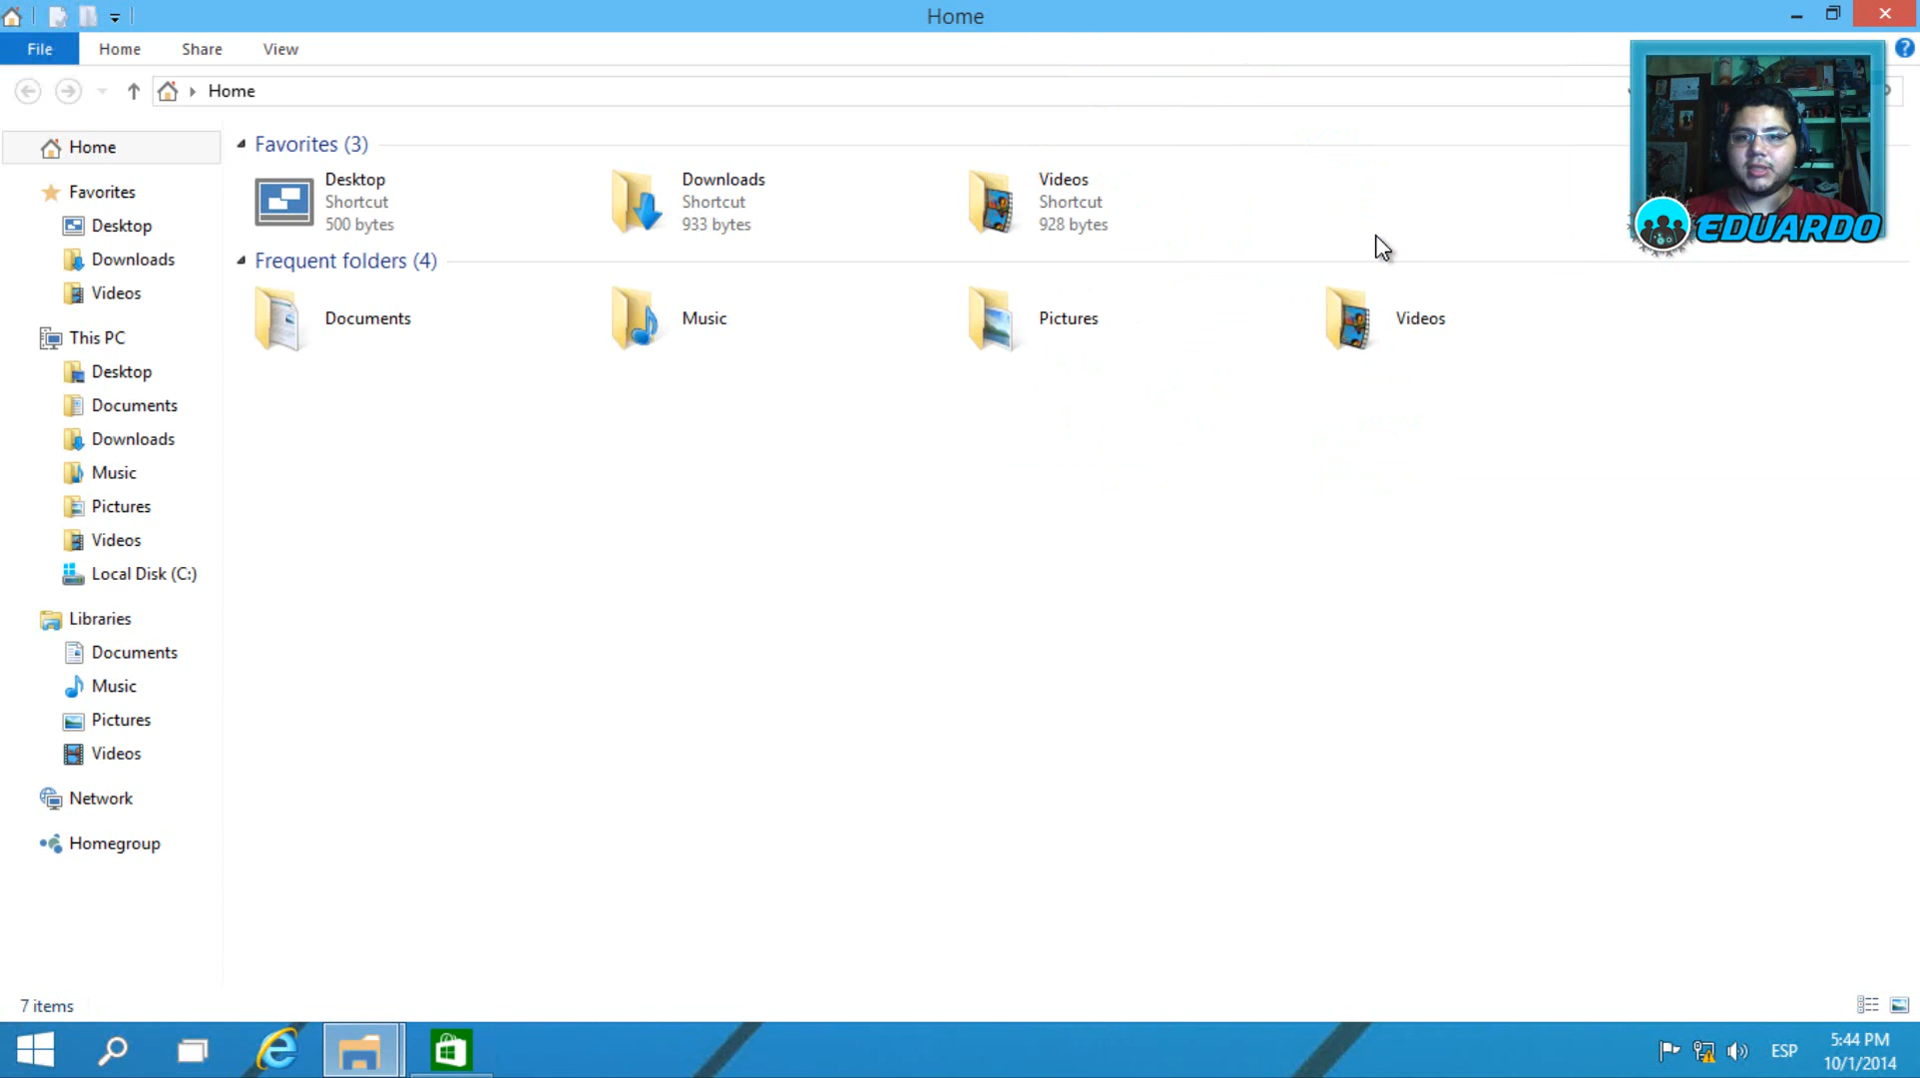 Home
File
Home
Share
View
Home
EDUARDO
Home
Favorites
Desktop
Downloads
Videos
This PC
Desktop
Documents
Downloads
Music
Pictures
Videos
Local Disk (C:)
Libraries
Documents
Music
Pictures
Videos
Network
Homegroup
Favorites (3)
Desktop
Shortcut
500 bytes
Downloads
Shortcut
933 bytes
Videos
Shortcut
928 bytes
Frequent folders (4)
Documents
Music
Pictures
Videos
7 items
ESP
5:44 PM
10/1/2014